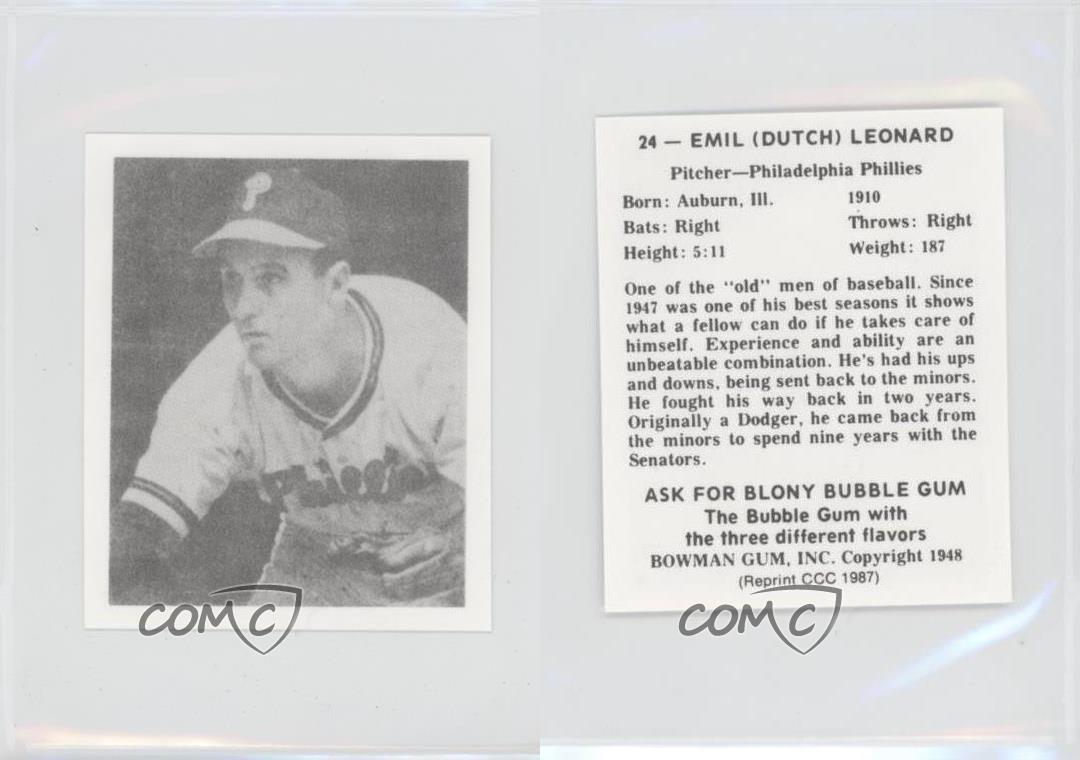 P
COMC
24 — EMIL (DUTCH) LEONARD
Pitcher—Philadelphia Phillies
Born: Auburn, Ill. 1910
Bats: Right Throws: Right
Height: 5:11 Weight: 187
One of the "old" men of baseball. Since
1947 was one of his best seasons it shows
what a fellow can do if he takes care of
himself. Experience and ability are an
unbeatable combination. He's had his ups
and downs, being sent back to the minors.
He fought his way back in two years.
Originally a Dodger, he came back from
the minors to spend nine years with the
Senators.
ASK FOR BLONY BUBBLE GUM
The Bubble Gum with
the three different flavors
BOWMAN GUM, INC. Copyright 1948
(Reprint CCC 1987)
COMC